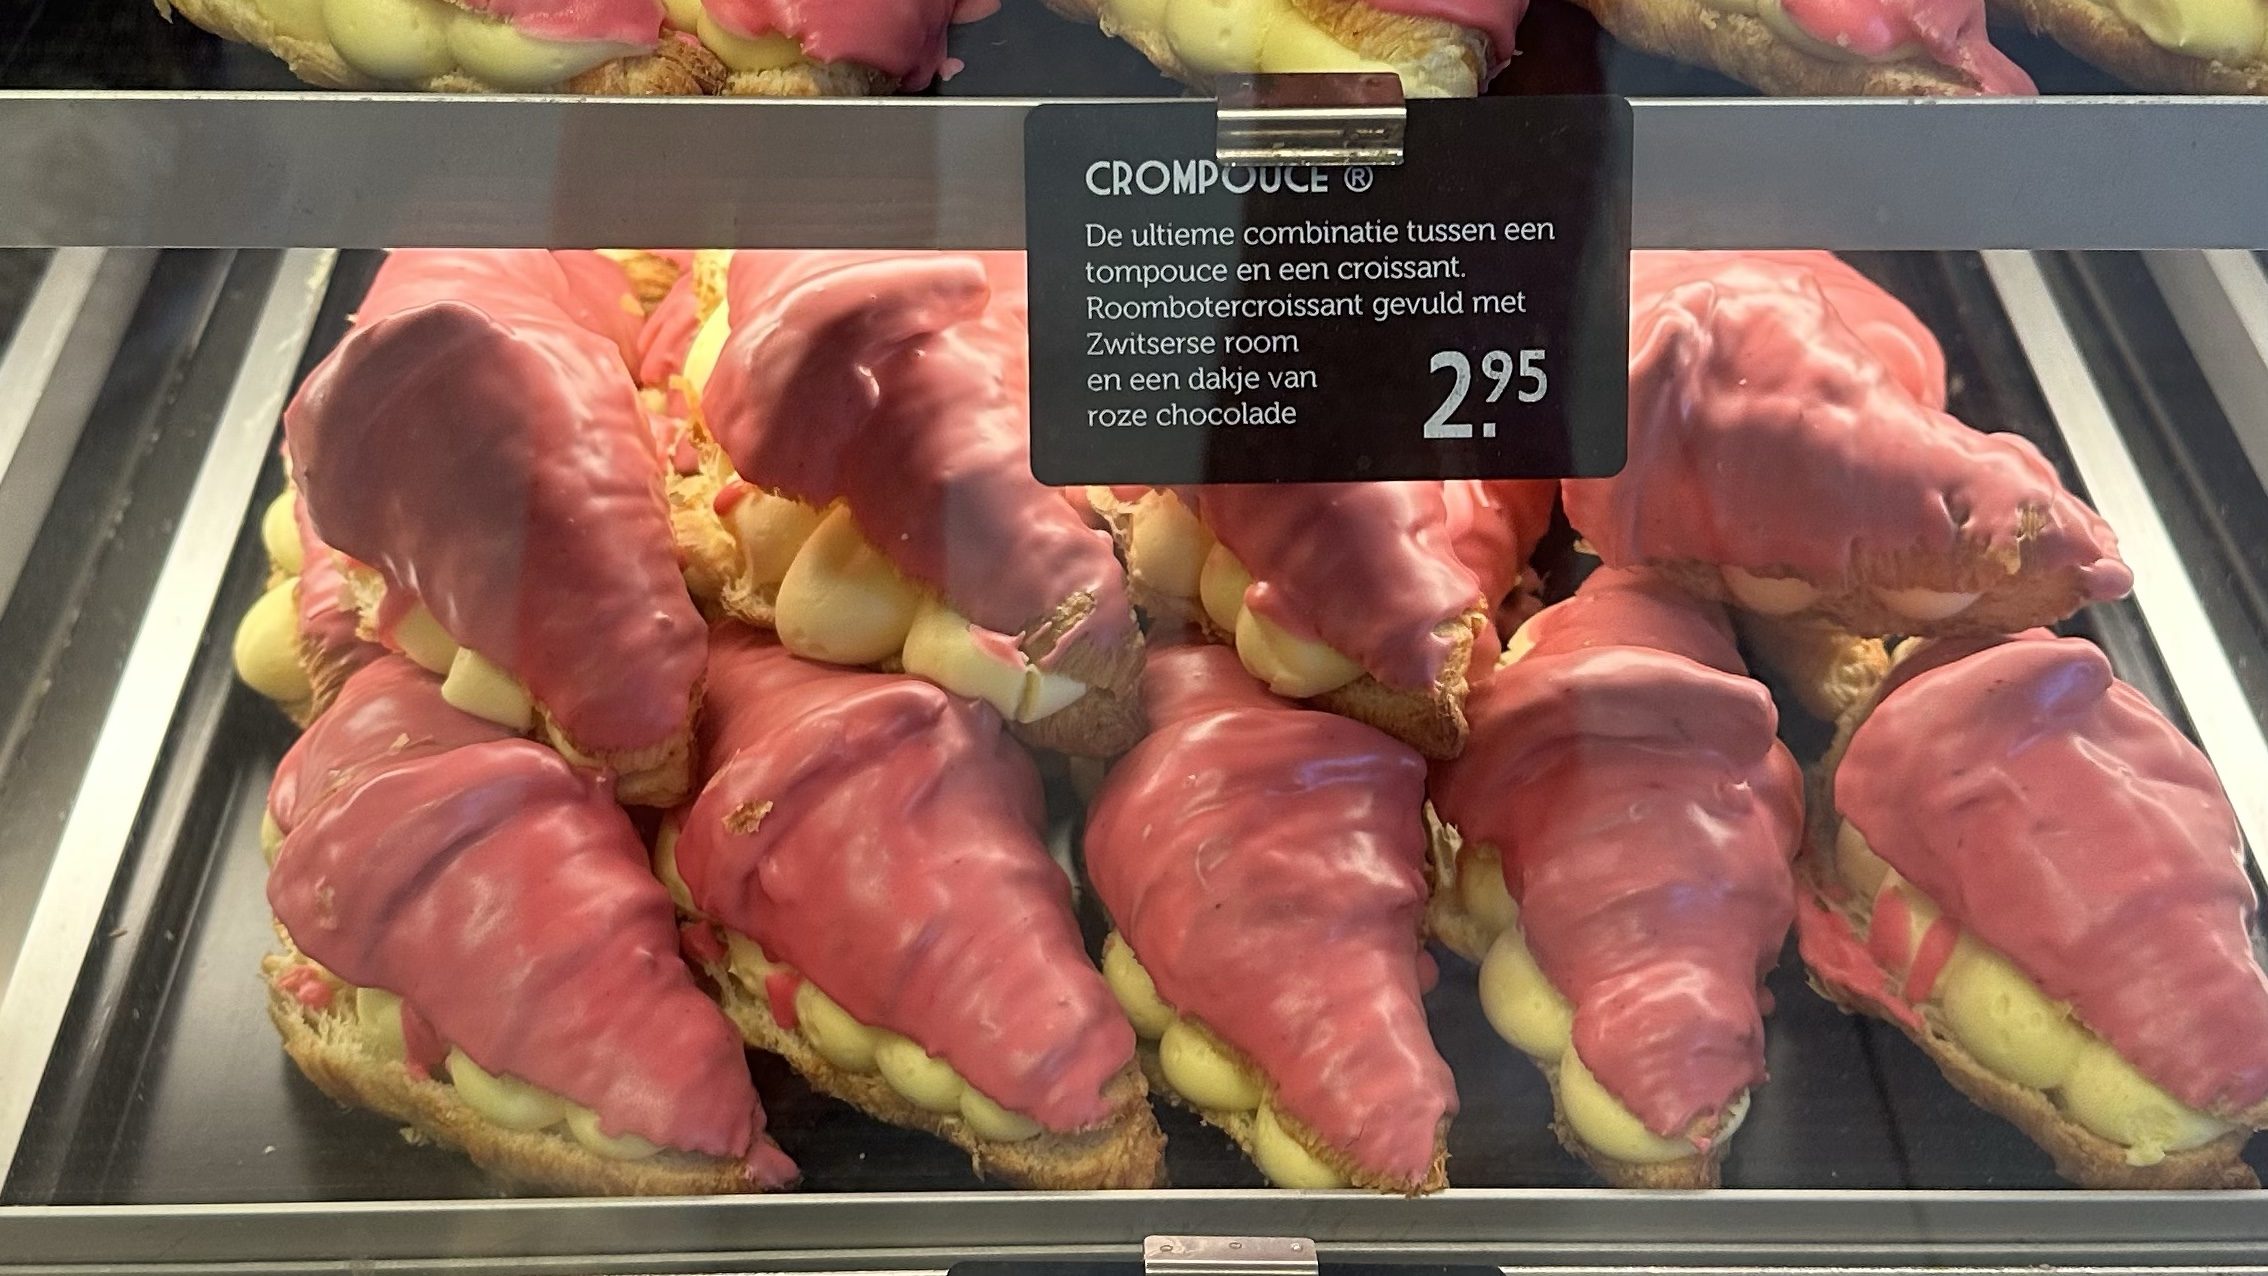 CROMPOUCE ®
De ultieme combinatie tussen een
tompouce en een croissant.
Roombotercroissant gevuld met
Zwitserse room
en een dakje van
roze chocolade
2.95